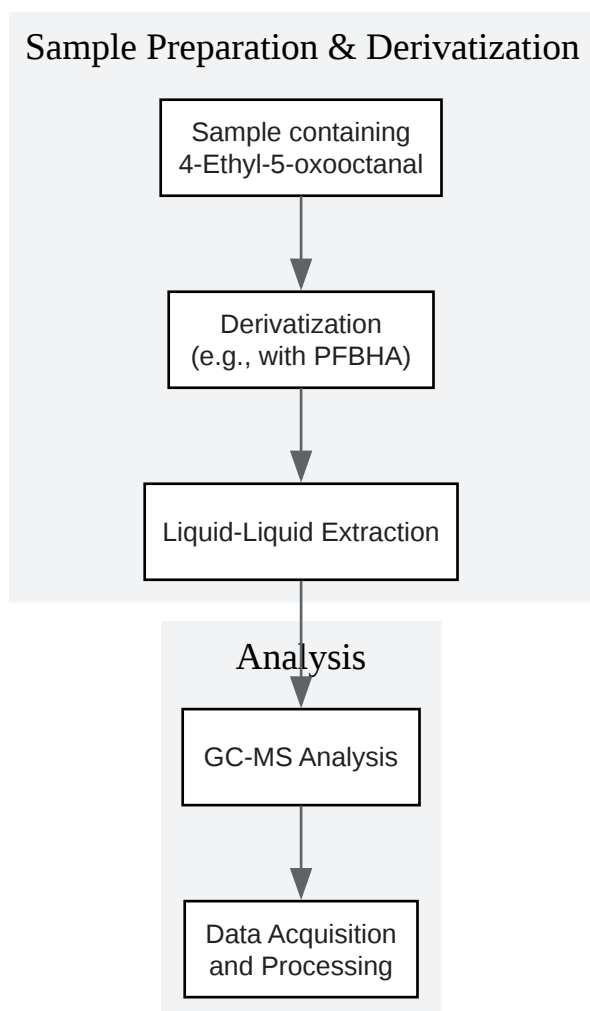 Sample Preparation & Derivatization
Sample containing
4-Ethyl-5-oxooctanal
Derivatization
(e.g., with PFBHA)
Liquid-Liquid Extraction
Analysis
GC-MS Analysis
Data Acquisition
and Processing